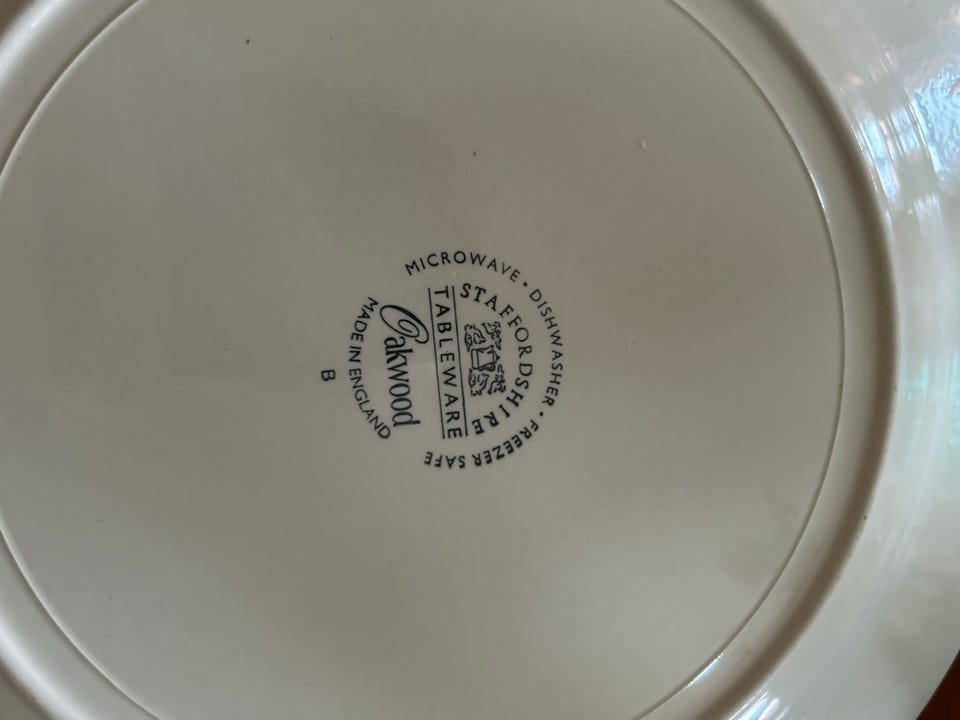 MICROWAVE • DISHWASHER • FREEZER SAFE
STAFFORDSHIRE
TABLEWARE
Oakwood
MADE IN ENGLAND
B